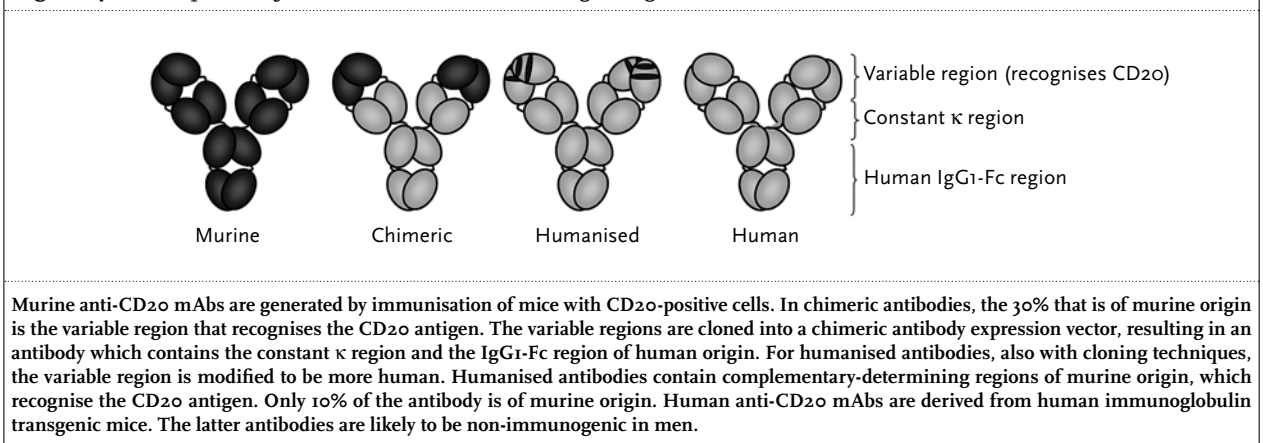 Variable region (recognises CD20)
Constant κ region
Human IgG1-Fc region
Murine Chimeric Humanised Human
Murine anti-CD20 mAbs are generated by immunisation of mice with CD20-positive cells. In chimeric antibodies, the 30% that is of murine origin
is the variable region that recognises the CD20 antigen. The variable regions are cloned into a chimeric antibody expression vector, resulting in an
antibody which contains the constant κ region and the IgG1-Fc region of human origin. For humanised antibodies, also with cloning techniques,
the variable region is modified to be more human. Humanised antibodies contain complementary-determining regions of murine origin, which
recognise the CD20 antigen. Only 10% of the antibody is of murine origin. Human anti-CD20 mAbs are derived from human immunoglobulin
transgenic mice. The latter antibodies are likely to be non-immunogenic in men.